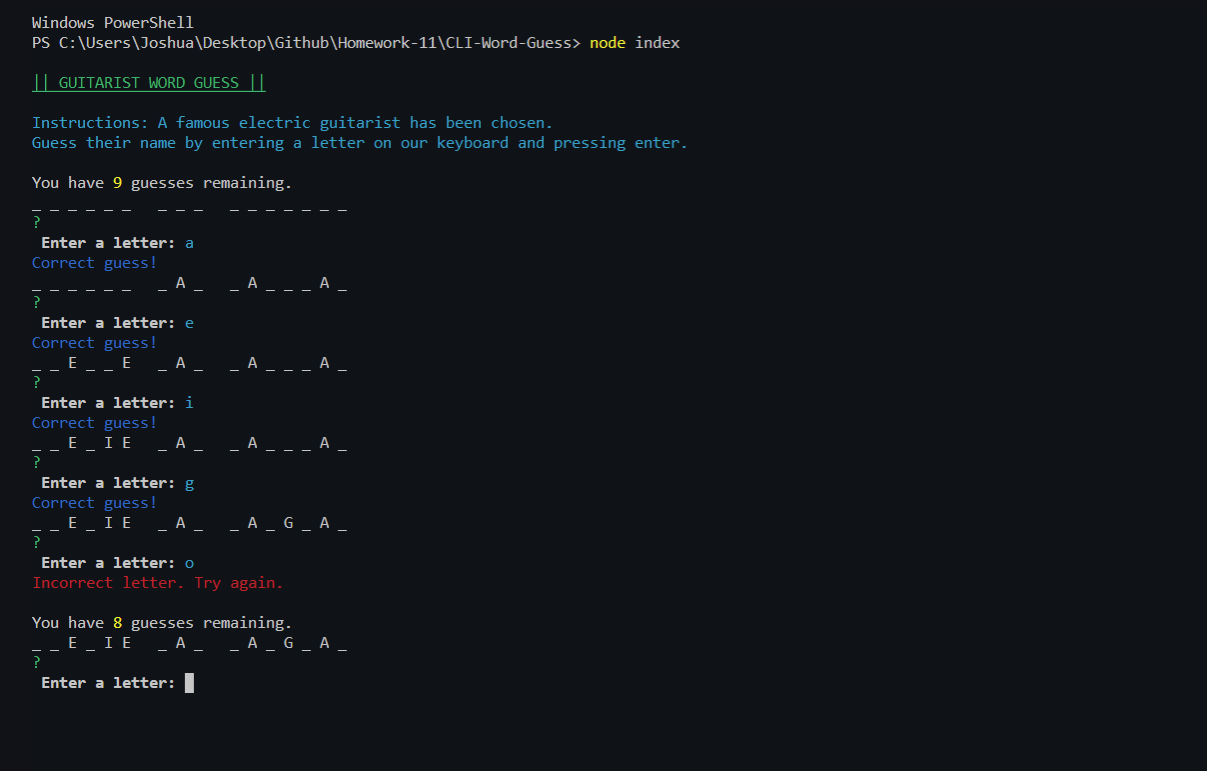 Windows PowerShell
PS C:\Users\Joshua\Desktop\Github\Homework-11\CLI-Word-Guess> node index
|| GUITARIST WORD GUESS ||
Instructions: A famous electric guitarist has been chosen.
Guess their name by entering a letter on our keyboard and pressing enter.
You have 9 guesses remaining.
_ _ _ _ _ _   _ _ _   _ _ _ _ _ _ _
?
Enter a letter: a
Correct guess!
_ _ _ _ _ _   _ A _   _ A _ _ _ A _
?
Enter a letter: e
Correct guess!
_ _ E _ _ E   _ A _   _ A _ _ _ A _
?
Enter a letter: i
Correct guess!
_ _ E _ I E   _ A _   _ A _ _ _ A _
?
Enter a letter: g
Correct guess!
_ _ E _ I E   _ A _   _ A _ G _ A _
?
Enter a letter: o
Incorrect letter. Try again.
You have 8 guesses remaining.
_ _ E _ I E   _ A _   _ A _ G _ A _
?
Enter a letter: